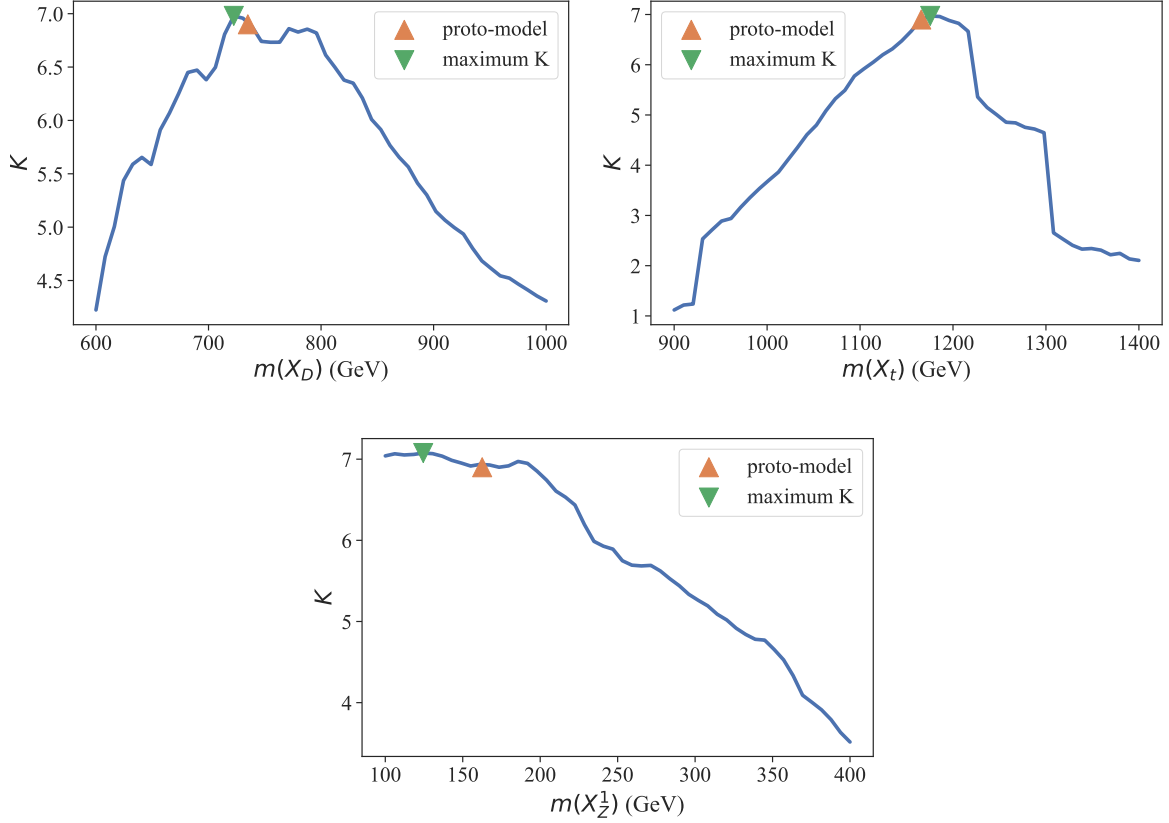 7.0
6.5
6.0
5.5
5.0
4.5
K
proto-model
maximum K
600 700 800 900 1000
m(X_D) (GeV)
7
6
5
4
3
2
1
K
proto-model
maximum K
900 1000 1100 1200 1300 1400
m(X_t) (GeV)
7
6
5
4
K
proto-model
maximum K
100 150 200 250 300 350 400
m(X_Z^1) (GeV)